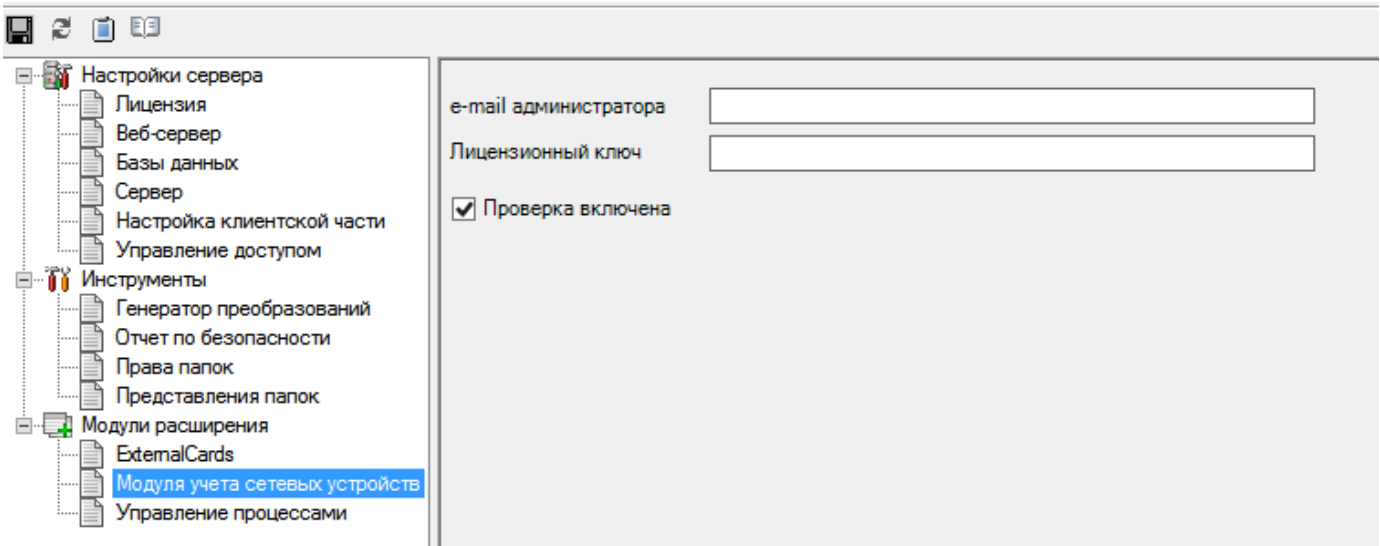 Настройки сервера
Лицензия
Веб-сервер
Базы данных
Сервер
Настройка клиентской части
Управление доступом
Инструменты
Генератор преобразований
Отчет по безопасности
Права папок
Представления папок
Модули расширения
ExternalCards
Модуля учета сетевых устройств
Управление процессами
e-mail администратора
Лицензионный ключ
Проверка включена